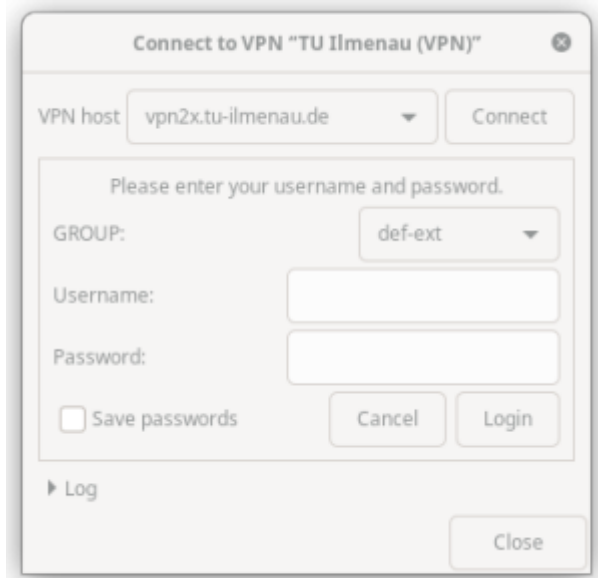 Connect to VPN “TU Ilmenau (VPN)”
VPN host vpn2x.tu-ilmenau.de Connect
Please enter your username and password.
GROUP: def-ext
Username:
Password:
Save passwords Cancel Login
Log
Close